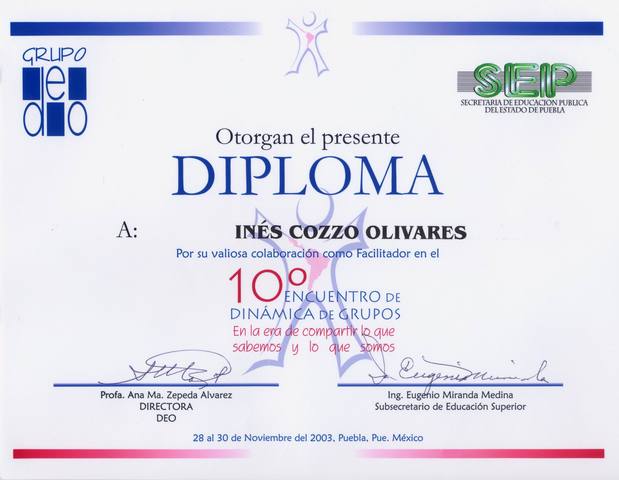 GRUPO
deo
SEP
SECRETARIA DE EDUCACION PUBLICA
DEL ESTADO DE PUEBLA
Otorgan el presente
DIPLOMA
A: INÉS COZZO OLIVARES
Por su valiosa colaboración como Facilitador en el
10º ENCUENTRO DE
DINÁMICA DE GRUPOS
En la era de compartir lo que
sabemos y lo que somos
Profa. Ana Ma. Zepeda Alvarez
DIRECTORA
DEO
Ing. Eugenio Miranda Medina
Subsecretario de Educación Superior
28 al 30 de Noviembre del 2003, Puebla, Pue. México